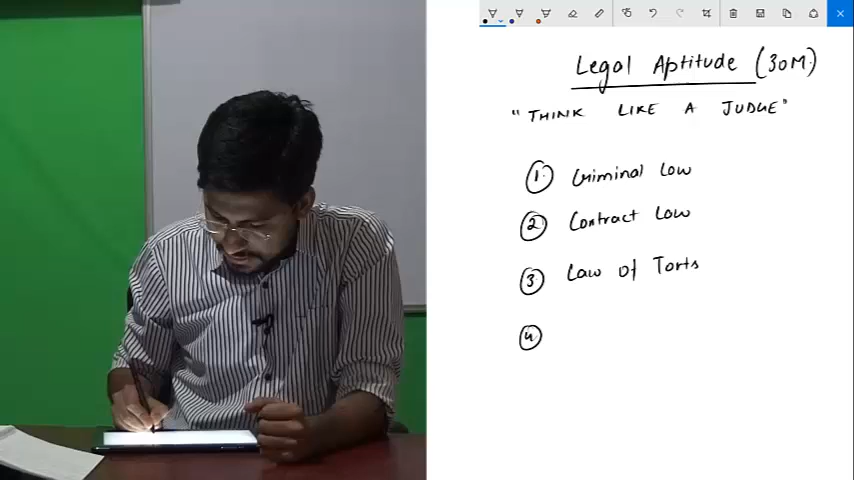 Legal Aptitude (30M)
"THINK LIKE A JUDGE"
1. Criminal Law
2 Contract Law
3 Law of Torts
4